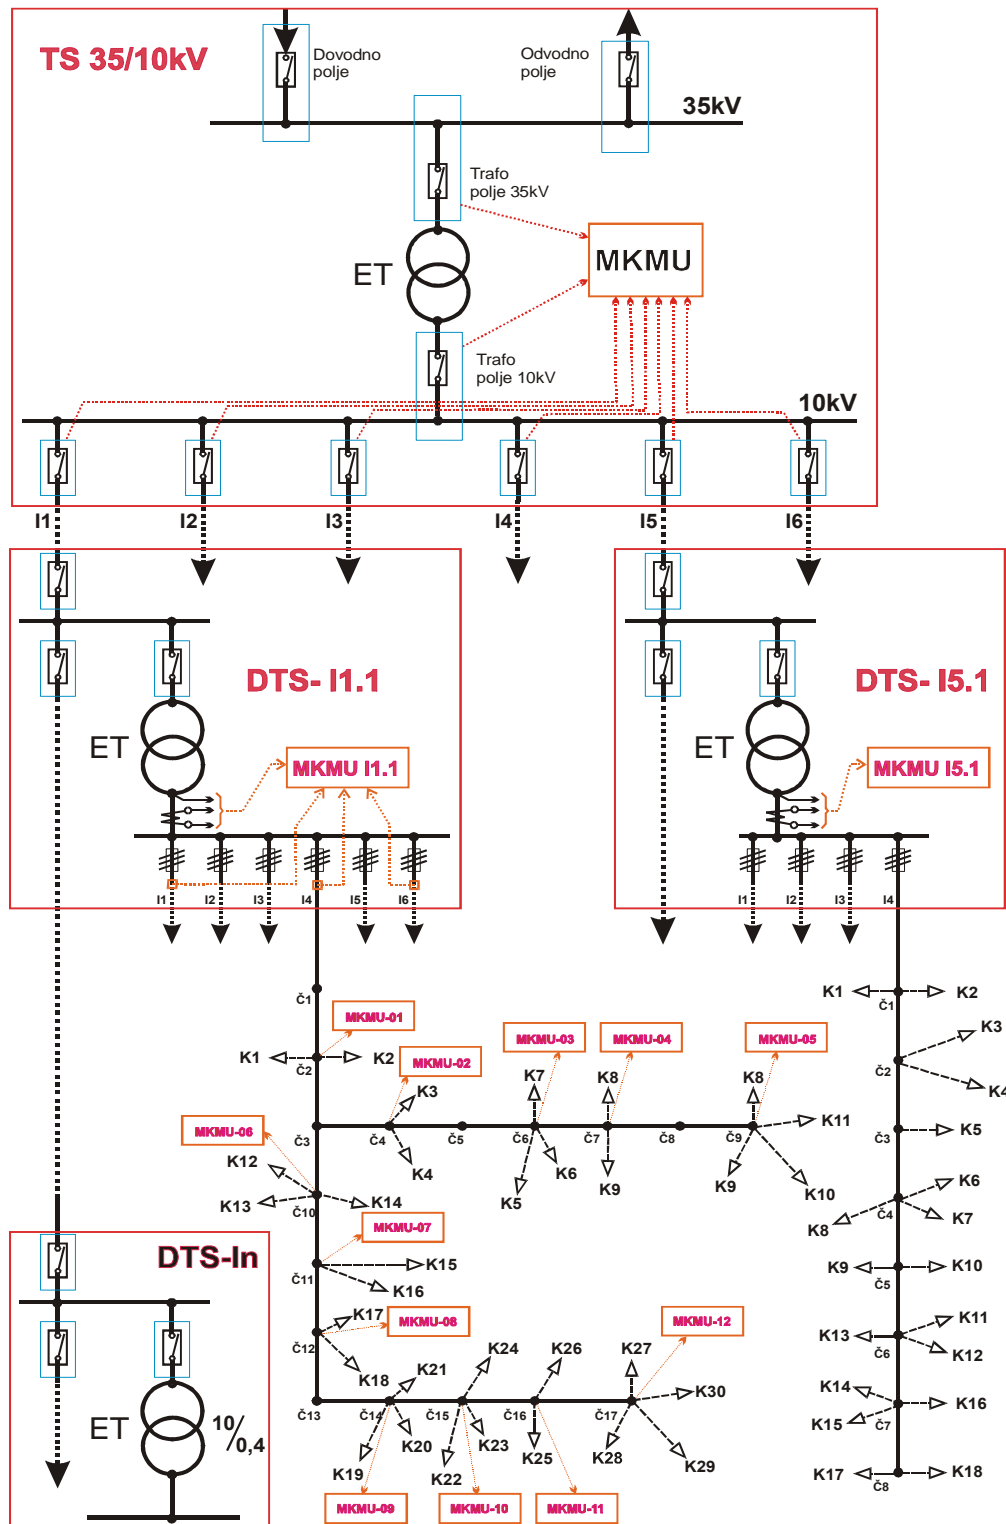 TS 35/10kV
Dovodno
polje
Odvodno
polje
35kV
Trafo
polje 35kV
ET
MKMU
Trafo
polje 10kV
10kV
I1
I2
I3
I4
I5
I6
DTS- I1.1
ET
MKMU I1.1
I1
I2
I3
I4
I5
I6
DTS- I5.1
ET
MKMU I5.1
I1
I2
I3
I4
Č1
MKMU-01
K1
K2
Č2
MKMU-02
MKMU-03
MKMU-04
MKMU-05
K3
K7
K8
K8
K11
Č3
Č4
Č5
Č6
Č7
Č8
Č9
K4
K5
K6
K9
K9
K10
MKMU-06
K12
K13
K14
Č10
MKMU-07
Č11
K15
K16
K17
MKMU-08
Č12
K18
K21
K24
K26
K27
MKMU-12
K30
Č13
Č14
Č15
Č16
Č17
K19
K20
K22
K23
K25
K28
K29
MKMU-09
MKMU-10
MKMU-11
K1
K2
Č1
K3
Č2
K4
Č3
K5
K6
Č4
K7
K8
K9
K10
Č5
K11
K13
Č6
K12
K14
K16
K15
Č7
K17
K18
Č8
DTS-In
ET
10/0,4